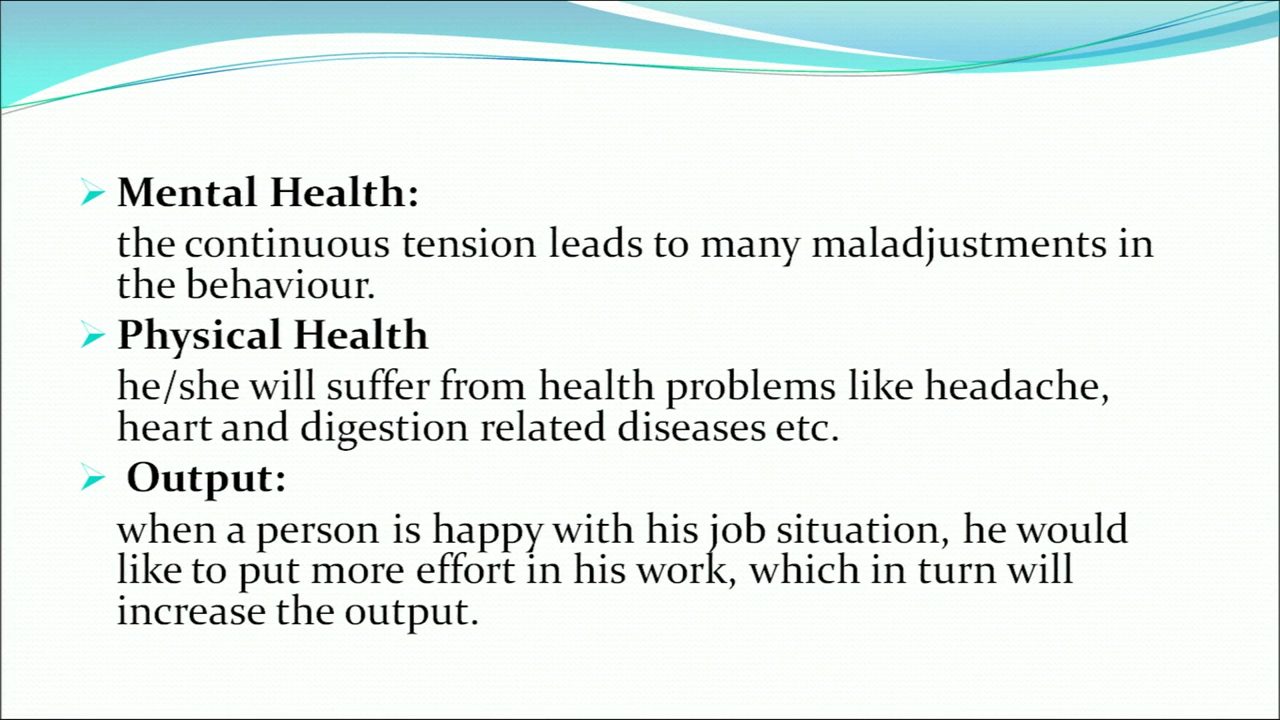 Mental Health:
the continuous tension leads to many maladjustments in
the behaviour.
Physical Health
he/she will suffer from health problems like headache,
heart and digestion related diseases etc.
Output:
when a person is happy with his job situation, he would
like to put more effort in his work, which in turn will
increase the output.